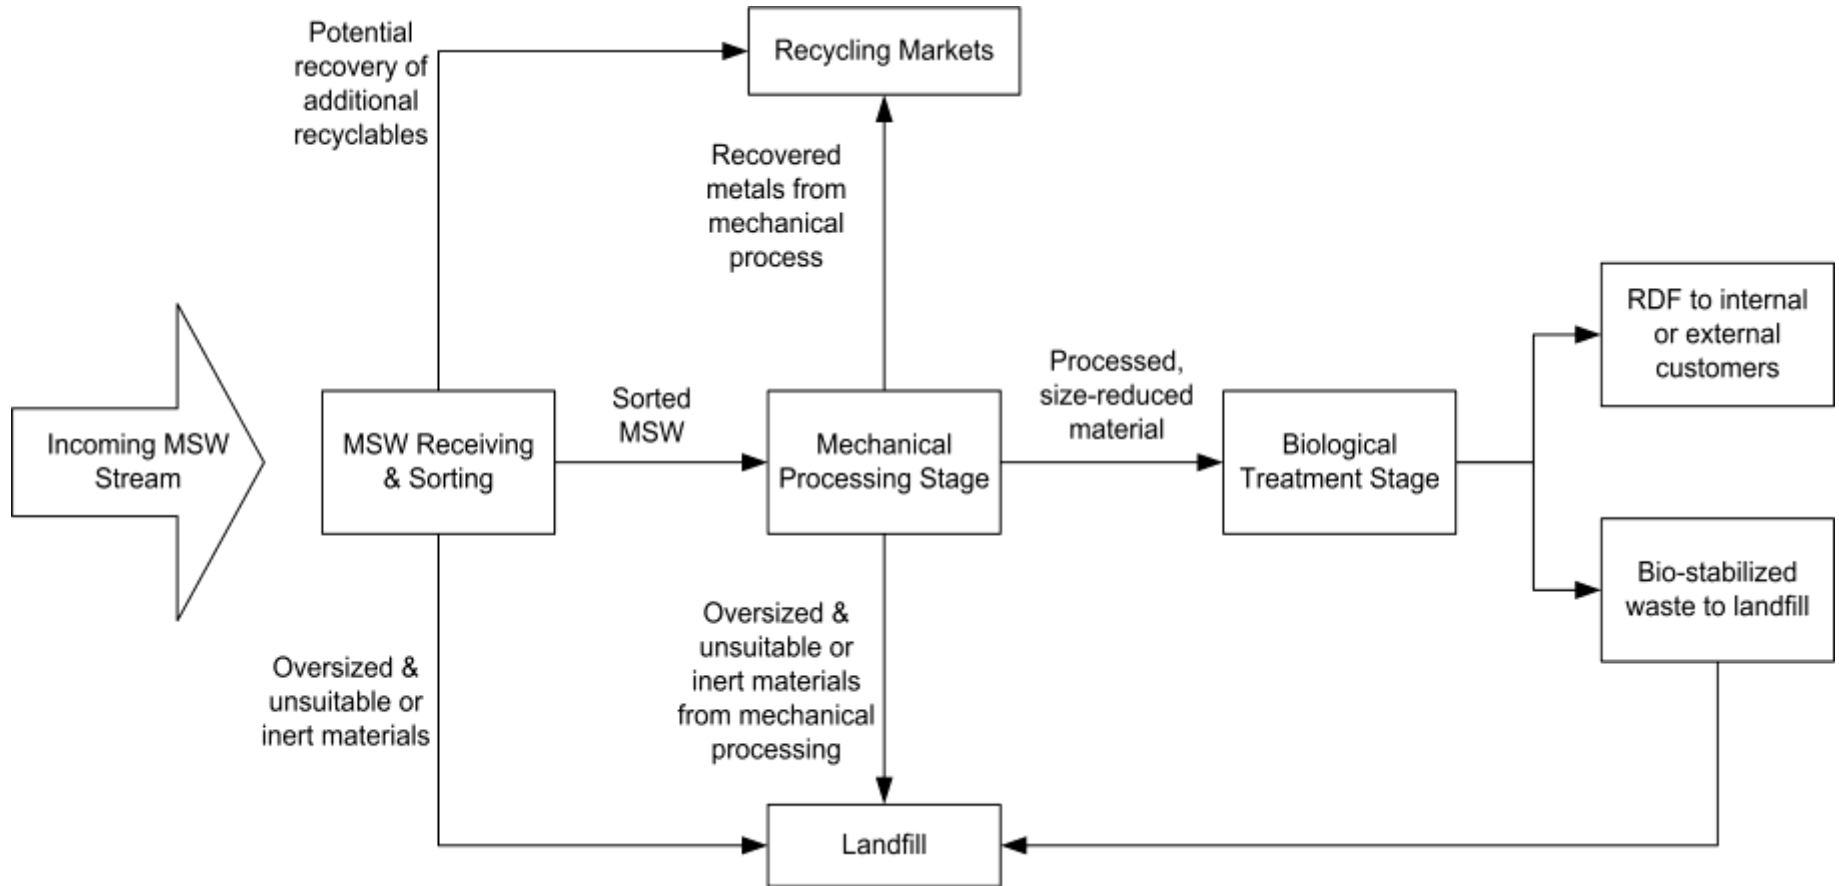 Potential
recovery of
additional
recyclables
Recycling Markets
Recovered
metals from
mechanical
process
Incoming MSW
Stream
MSW Receiving
& Sorting
Sorted
MSW
Mechanical
Processing Stage
Processed,
size-reduced
material
Biological
Treatment Stage
RDF to internal
or external
customers
Bio-stabilized
waste to landfill
Oversized &
unsuitable or
inert materials
Oversized &
unsuitable or
inert materials
from mechanical
processing
Landfill